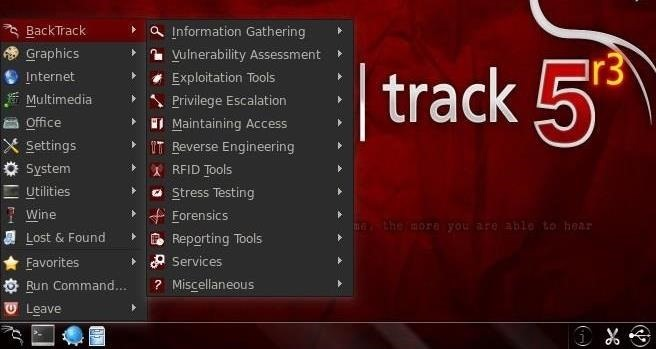 BackTrack
Graphics
Internet
Multimedia
Office
Settings
System
Utilities
Wine
Lost & Found
Favorites
Run Command...
Leave
Information Gathering
Vulnerability Assessment
Exploitation Tools
Privilege Escalation
Maintaining Access
Reverse Engineering
RFID Tools
Stress Testing
Forensics
Reporting Tools
Services
Miscellaneous
| track 5 r3
me, the more you are able to hear